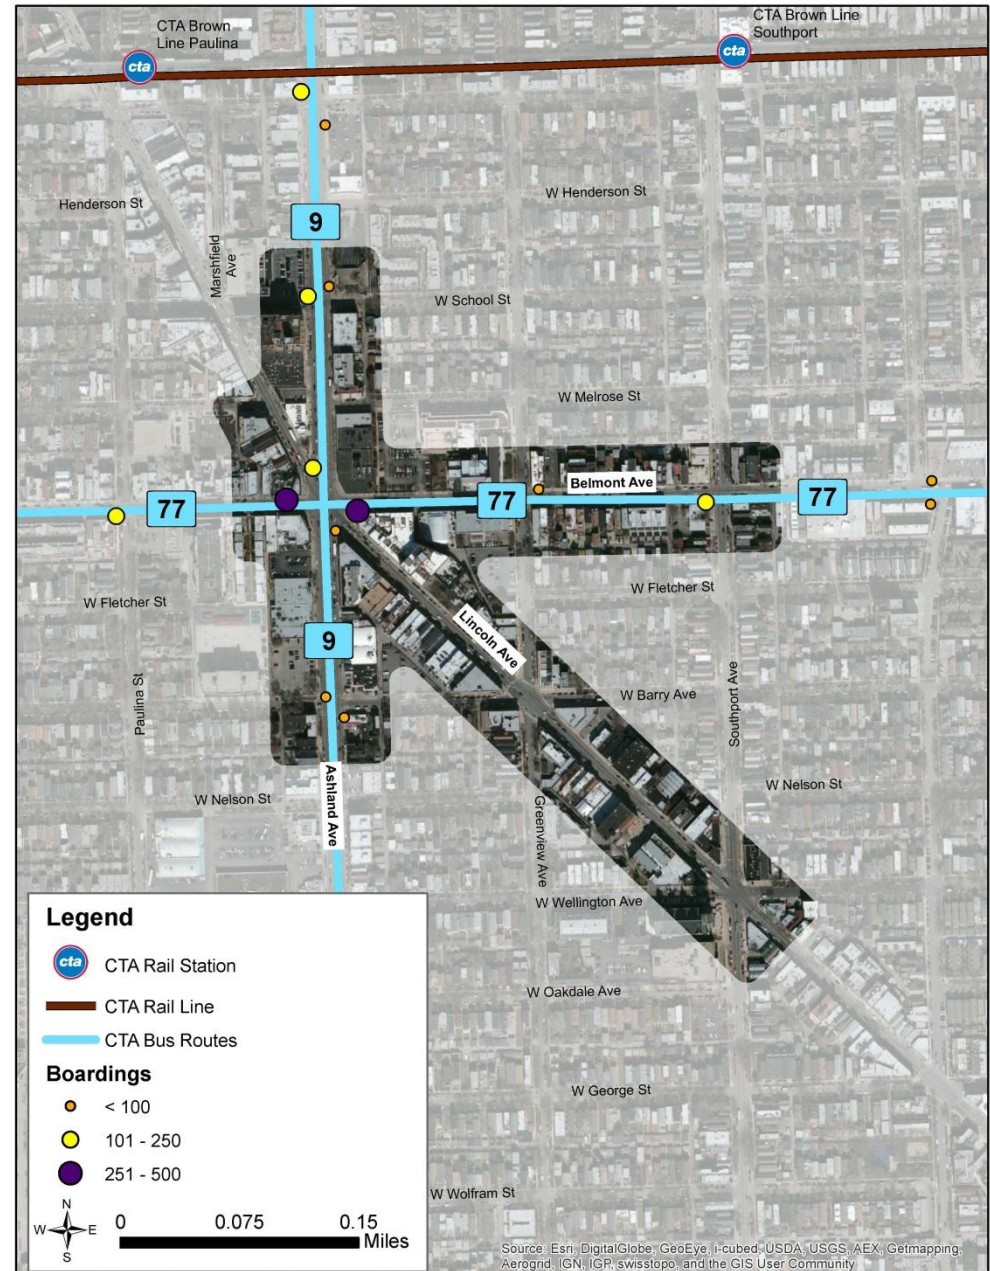 CTA Brown
Line Paulina
cta
CTA Brown Line
Southport
cta
W Henderson St
Henderson St
9
Marshfield
Ave
W School St
W Melrose St
Belmont Ave
77
77
77
W Fletcher St
W Fletcher St
Lincoln Ave
9
Paulina St
W Barry Ave
Southport Ave
W Nelson St
W Nelson St
Ashland Ave
Greenview Ave
W Wellington Ave
W Oakdale Ave
W George St
W Wolfram St
Legend
cta CTA Rail Station
CTA Rail Line
CTA Bus Routes
Boardings
< 100
101 - 250
251 - 500
N
W E
S
0 0.075 0.15
Miles
Source: Esri, DigitalGlobe, GeoEye, i-cubed, USDA, USGS, AEX, Getmapping,
Aerogrid, IGN, IGP, swisstopo, and the GIS User Community